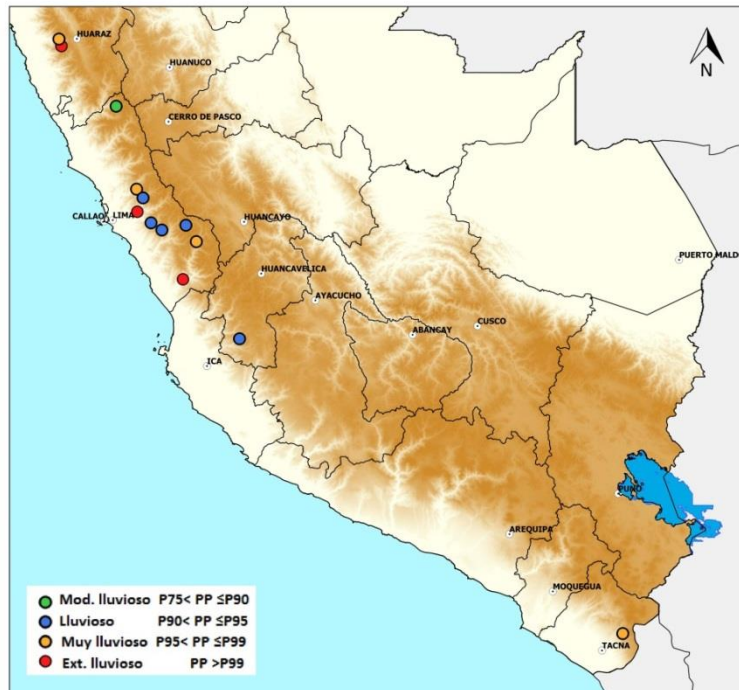 HUARAZ
HUANUCO
N
CERRO DE PASCO
CALLAO LIMA
HUANCAYO
HUANCAVELICA
AYACUCHO
PUERTO MALD
ABANCAY
CUSCO
ICA
PUNO
AREQUIPA
MOQUEGUA
TACNA
Mod. lluvioso P75< PP ≤P90
Lluvioso P90< PP ≤P95
Muy lluvioso P95< PP ≤P99
Ext. lluvioso PP >P99